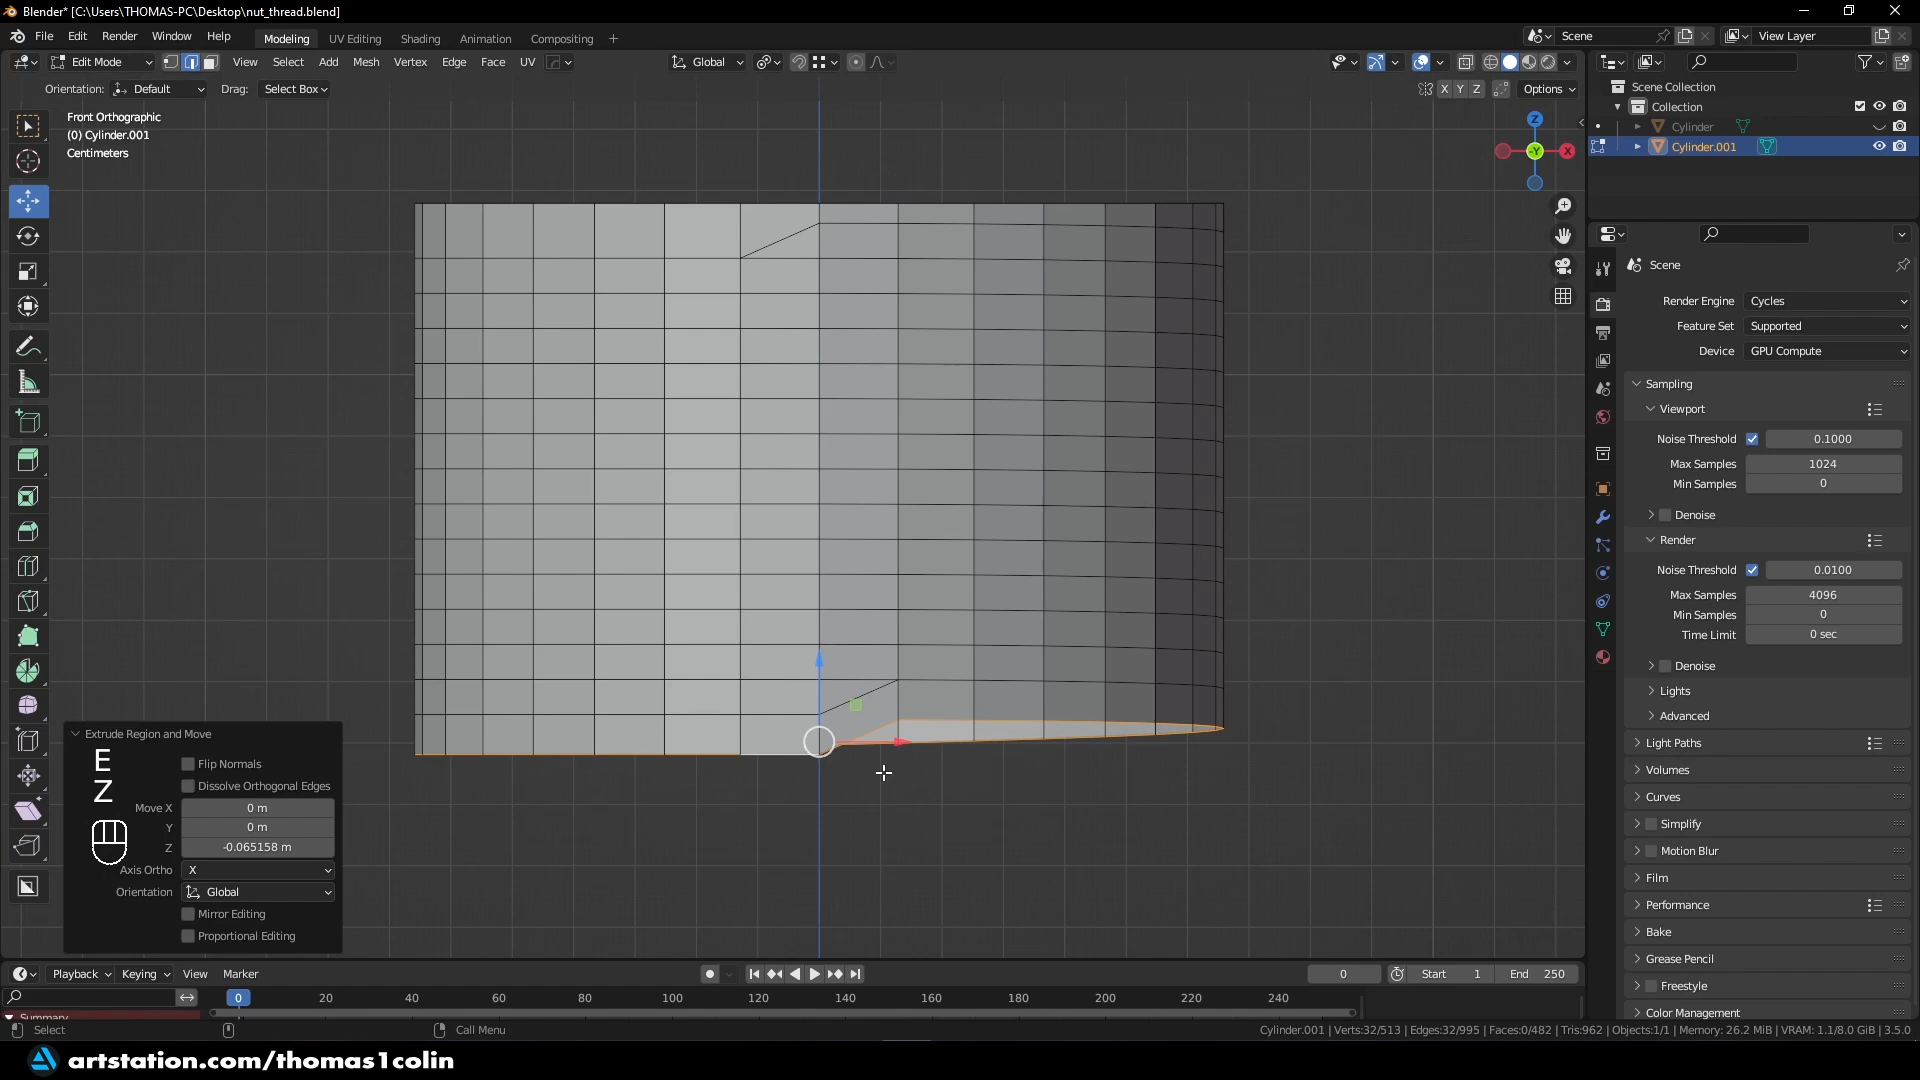 Blender* [C:\Users\THOMAS-PC\Desktop\nut_thread.blend]
File Edit Render Window Help Modeling UV Editing Shading Animation Compositing + Scene View Layer
Edit Mode View Select Add Mesh Vertex Edge Face UV Global
Orientation: Default Drag: Select Box X Y Z Options
Front Orthographic
(0) Cylinder.001
Centimeters
Z
-Y
X
Scene Collection
Collection
Cylinder
Cylinder.001
Scene
Render Engine Cycles
Feature Set Supported
Device GPU Compute
Sampling
Viewport
Noise Threshold 0.1000
Max Samples 1024
Min Samples 0
Denoise
Render
Noise Threshold 0.0100
Max Samples 4096
Min Samples 0
Time Limit 0 sec
Denoise
Lights
Advanced
Light Paths
Volumes
Curves
Simplify
Motion Blur
Film
Performance
Bake
Grease Pencil
Freestyle
Color Management
Extrude Region and Move
E
Z
Flip Normals
Dissolve Orthogonal Edges
Move X 0 m
Y 0 m
Z -0.065158 m
Axis Ortho X
Orientation Global
Mirror Editing
Proportional Editing
Playback Keying View Marker 0 Start 1 End 250
0 20 40 60 80 100 120 140 160 180 200 220 240
Summary
Select Call Menu Cylinder.001 | Verts:32/513 | Edges:32/995 | Faces:0/482 | Tris:962 | Objects:1/1 | Memory: 26.2 MiB | VRAM: 1.1/8.0 GiB | 3.5.0
artstation.com/thomas1colin